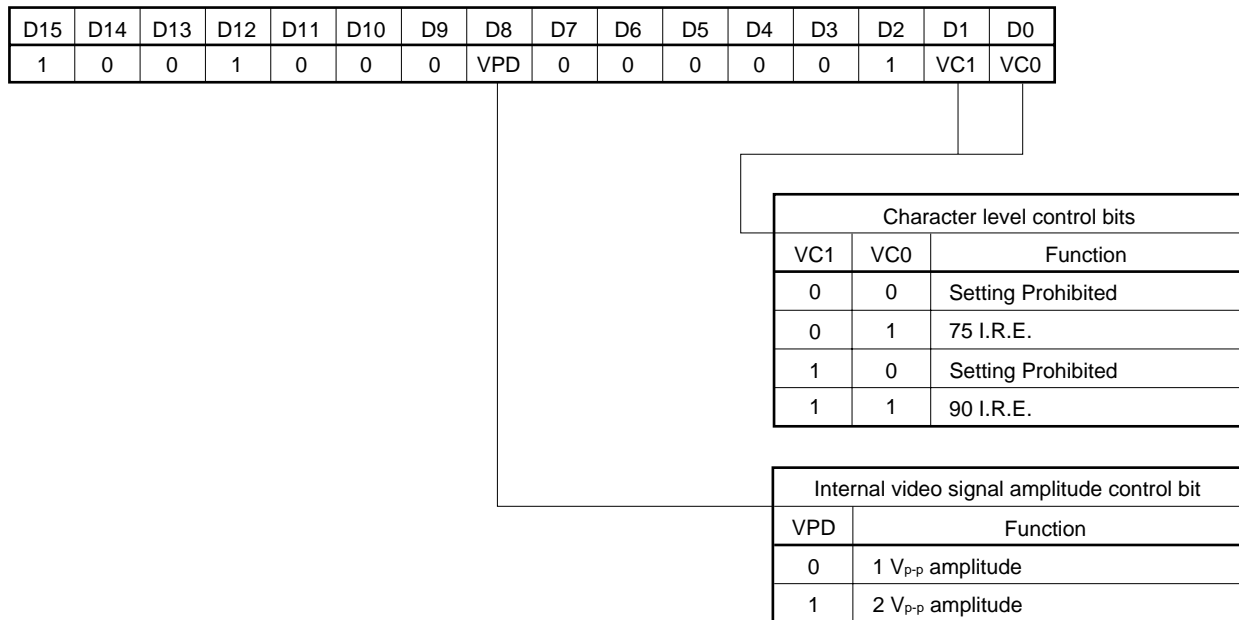 D15 D14 D13 D12 D11 D10 D9 D8 D7 D6 D5 D4 D3 D2 D1 D0
1 0 0 1 0 0 0 VPD 0 0 0 0 0 1 VC1 VC0
Character level control bits
VC1 VC0 Function
0 0 Setting Prohibited
0 1 75 I.R.E.
1 0 Setting Prohibited
1 1 90 I.R.E.
Internal video signal amplitude control bit
VPD Function
0 1 Vp-p amplitude
1 2 Vp-p amplitude